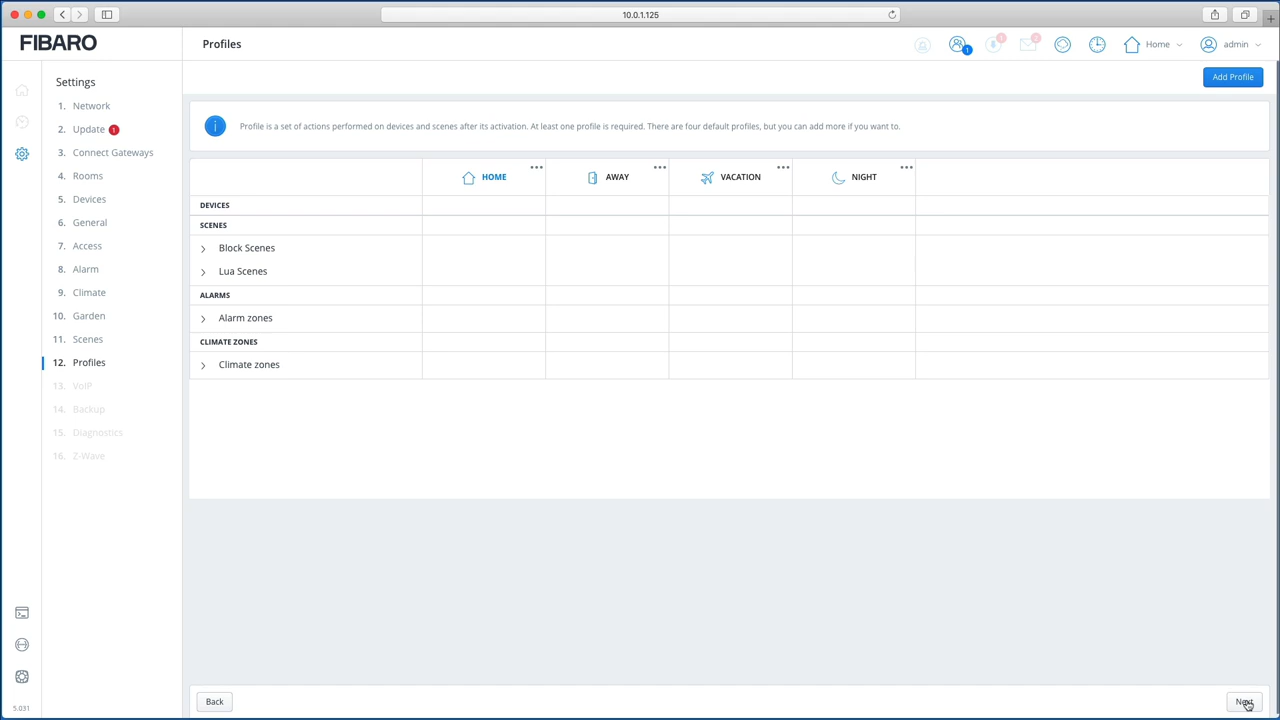 10.0.1.125
FIBARO
Profiles
1
1
2
Home
admin
Settings
1. Network
2. Update 1
3. Connect Gateways
4. Rooms
5. Devices
6. General
7. Access
8. Alarm
9. Climate
10. Garden
11. Scenes
12. Profiles
13. VoIP
14. Backup
15. Diagnostics
16. Z-Wave
5.031
Add Profile
Profile is a set of actions performed on devices and scenes after its activation. At least one profile is required. There are four default profiles, but you can add more if you want to.
HOME
AWAY
VACATION
NIGHT
DEVICES
SCENES
Block Scenes
Lua Scenes
ALARMS
Alarm zones
CLIMATE ZONES
Climate zones
Back
Next